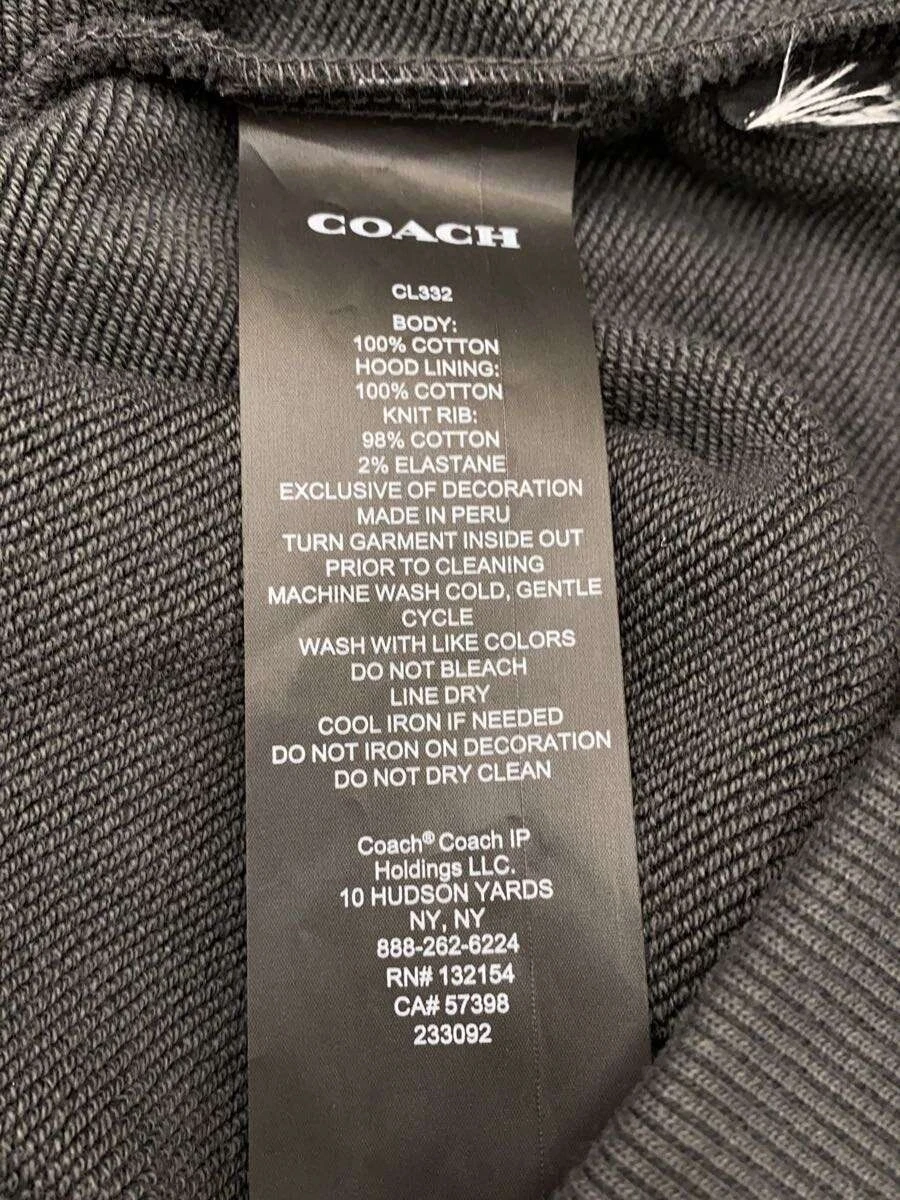 COACH
CL332
BODY:
100% COTTON
HOOD LINING:
100% COTTON
KNIT RIB:
98% COTTON
2% ELASTANE
EXCLUSIVE OF DECORATION
MADE IN PERU
TURN GARMENT INSIDE OUT
PRIOR TO CLEANING
MACHINE WASH COLD, GENTLE
CYCLE
WASH WITH LIKE COLORS
DO NOT BLEACH
LINE DRY
COOL IRON IF NEEDED
DO NOT IRON ON DECORATION
DO NOT DRY CLEAN
Coach® Coach IP
Holdings LLC.
10 HUDSON YARDS
NY, NY
888-262-6224
RN# 132154
CA# 57398
233092